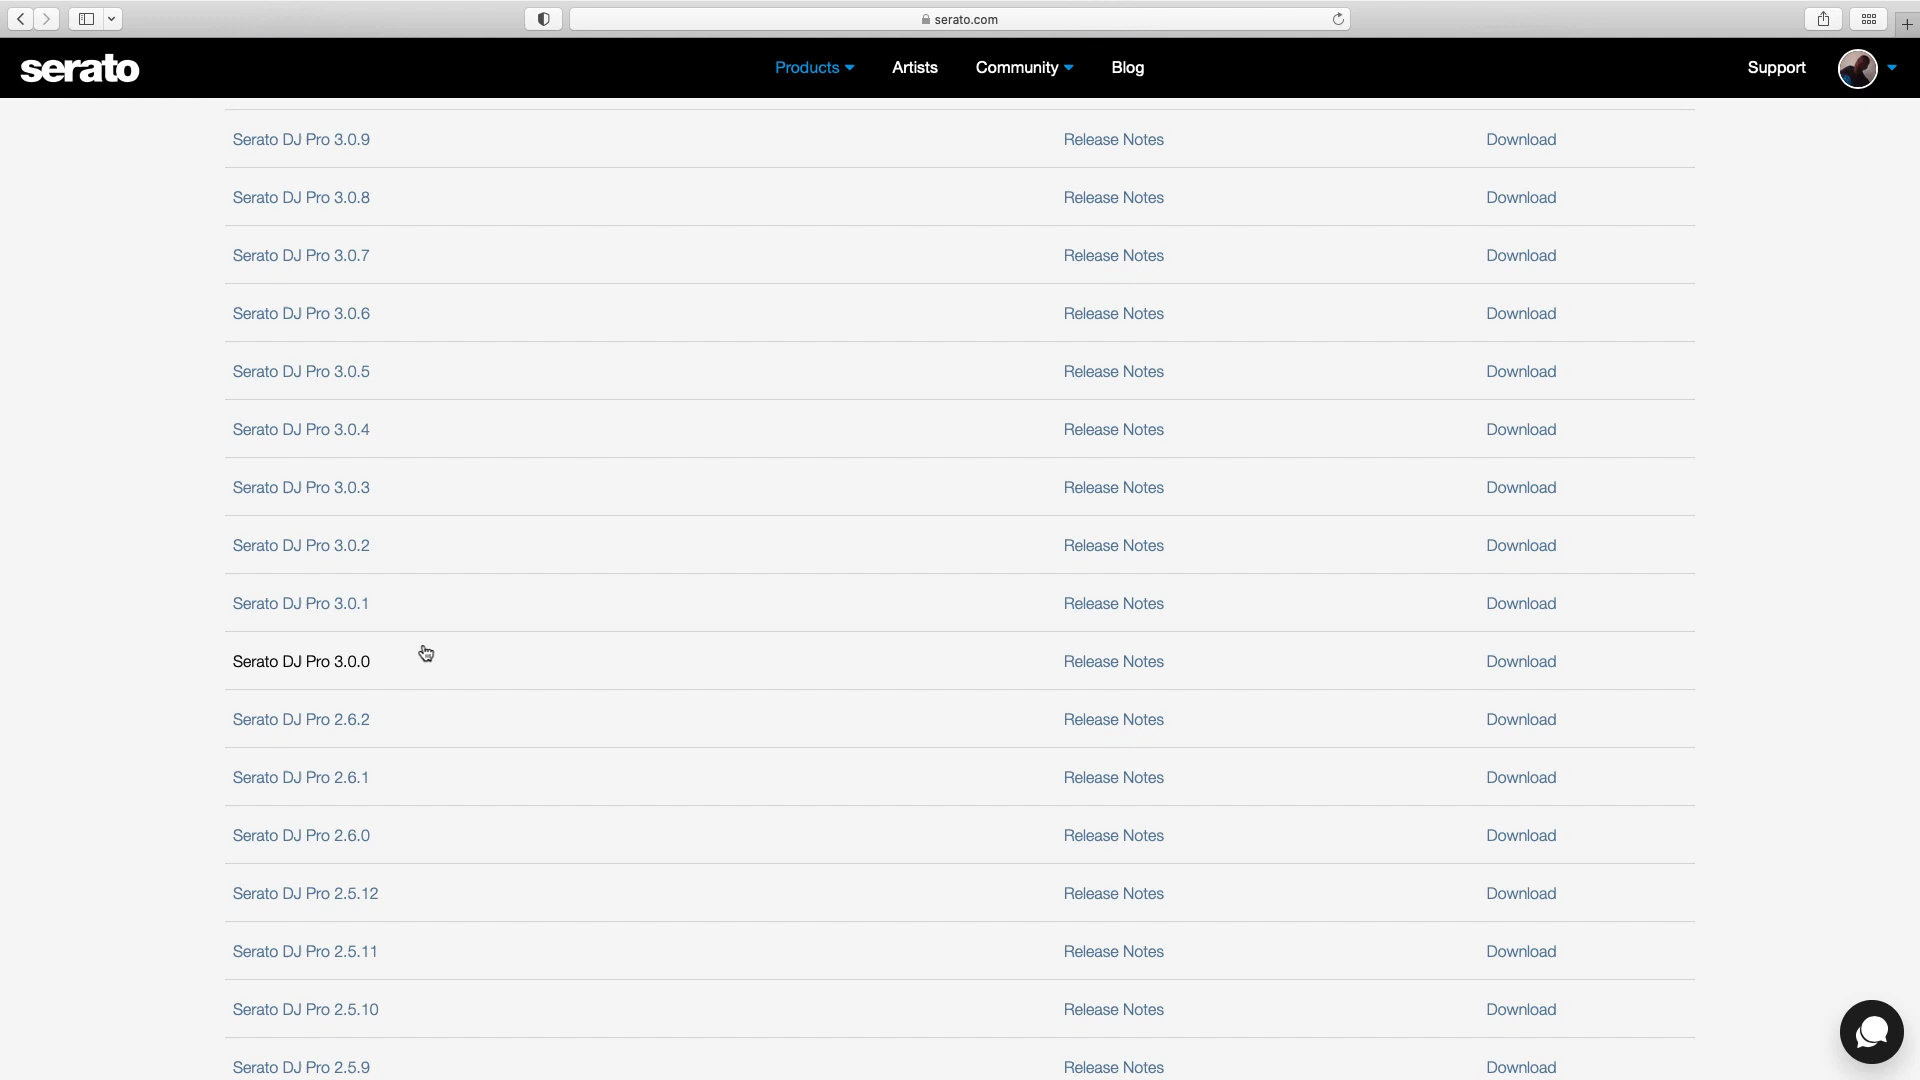 serato.com
serato Products Artists Community Blog Support
Serato DJ Pro 3.0.9 Release Notes Download
Serato DJ Pro 3.0.8 Release Notes Download
Serato DJ Pro 3.0.7 Release Notes Download
Serato DJ Pro 3.0.6 Release Notes Download
Serato DJ Pro 3.0.5 Release Notes Download
Serato DJ Pro 3.0.4 Release Notes Download
Serato DJ Pro 3.0.3 Release Notes Download
Serato DJ Pro 3.0.2 Release Notes Download
Serato DJ Pro 3.0.1 Release Notes Download
Serato DJ Pro 3.0.0 Release Notes Download
Serato DJ Pro 2.6.2 Release Notes Download
Serato DJ Pro 2.6.1 Release Notes Download
Serato DJ Pro 2.6.0 Release Notes Download
Serato DJ Pro 2.5.12 Release Notes Download
Serato DJ Pro 2.5.11 Release Notes Download
Serato DJ Pro 2.5.10 Release Notes Download
Serato DJ Pro 2.5.9 Release Notes Download